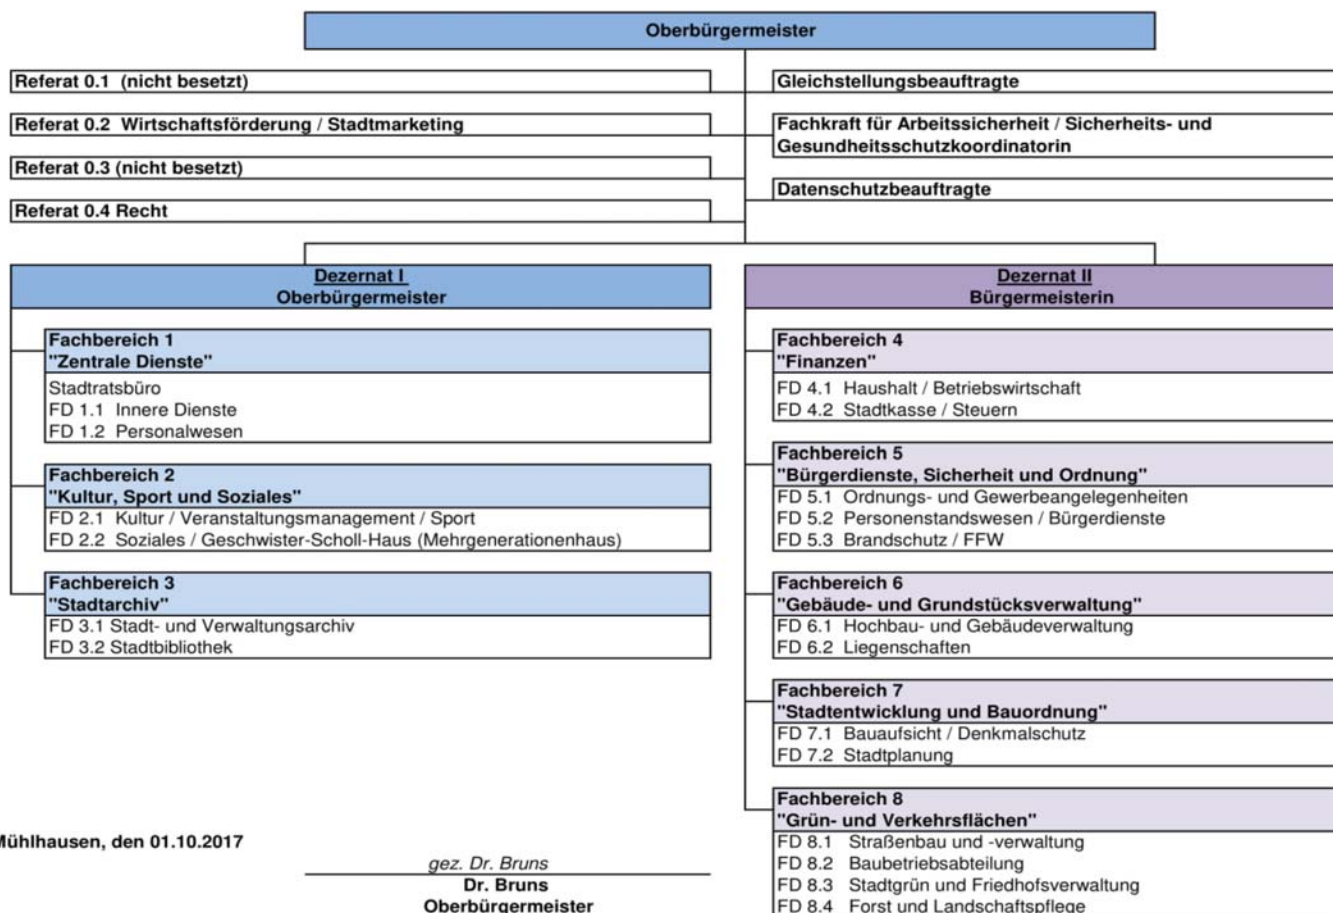 Oberbürgermeister
Referat 0.1 (nicht besetzt)
Referat 0.2 Wirtschaftsförderung / Stadtmarketing
Referat 0.3 (nicht besetzt)
Referat 0.4 Recht
Gleichstellungsbeauftragte
Fachkraft für Arbeitssicherheit / Sicherheits- und
Gesundheitsschutzkoordinatorin
Datenschutzbeauftragte
Dezernat I
Oberbürgermeister
Fachbereich 1
"Zentrale Dienste"
Stadtratsbüro
FD 1.1 Innere Dienste
FD 1.2 Personalwesen
Fachbereich 2
"Kultur, Sport und Soziales"
FD 2.1 Kultur / Veranstaltungsmanagement / Sport
FD 2.2 Soziales / Geschwister-Scholl-Haus (Mehrgenerationenhaus)
Fachbereich 3
"Stadtarchiv"
FD 3.1 Stadt- und Verwaltungsarchiv
FD 3.2 Stadtbibliothek
Dezernat II
Bürgermeisterin
Fachbereich 4
"Finanzen"
FD 4.1 Haushalt / Betriebswirtschaft
FD 4.2 Stadtkasse / Steuern
Fachbereich 5
"Bürgerdienste, Sicherheit und Ordnung"
FD 5.1 Ordnungs- und Gewerbeangelegenheiten
FD 5.2 Personenstandswesen / Bürgerdienste
FD 5.3 Brandschutz / FFW
Fachbereich 6
"Gebäude- und Grundstücksverwaltung"
FD 6.1 Hochbau- und Gebäudeverwaltung
FD 6.2 Liegenschaften
Fachbereich 7
"Stadtentwicklung und Bauordnung"
FD 7.1 Bauaufsicht / Denkmalschutz
FD 7.2 Stadtplanung
Fachbereich 8
"Grün- und Verkehrsflächen"
FD 8.1 Straßenbau und -verwaltung
FD 8.2 Baubetriebsabteilung
FD 8.3 Stadtgrün und Friedhofsverwaltung
FD 8.4 Forst und Landschaftspflege
Mühlhausen, den 01.10.2017
gez. Dr. Bruns
Dr. Bruns
Oberbürgermeister